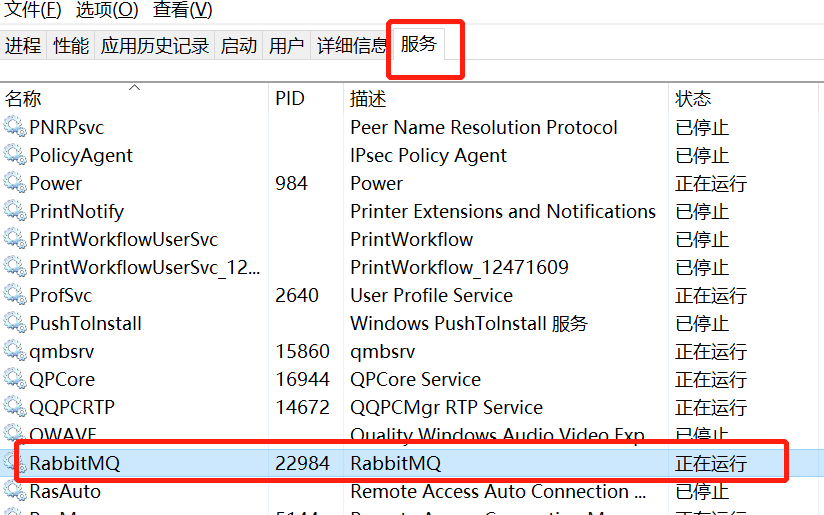 文件(F) 选项(O) 查看(V)
进程 性能 应用历史记录 启动 用户 详细信息 服务
名称 PID 描述 状态
PNRPsvc Peer Name Resolution Protocol 已停止
PolicyAgent IPsec Policy Agent 已停止
Power 984 Power 正在运行
PrintNotify Printer Extensions and Notifications 已停止
PrintWorkflowUserSvc PrintWorkflow 已停止
PrintWorkflowUserSvc_12... PrintWorkflow_12471609 已停止
ProfSvc 2640 User Profile Service 正在运行
PushToInstall Windows PushToInstall 服务 已停止
qmbsrv 15860 qmbsrv 正在运行
QPCore 16944 QPCore Service 正在运行
QQPCRTP 14672 QQPCMgr RTP Service 正在运行
QWAVE Quality Windows Audio Video Exp 已停止
RabbitMQ 22984 RabbitMQ 正在运行
RasAuto Remote Access Auto Connection ... 已停止